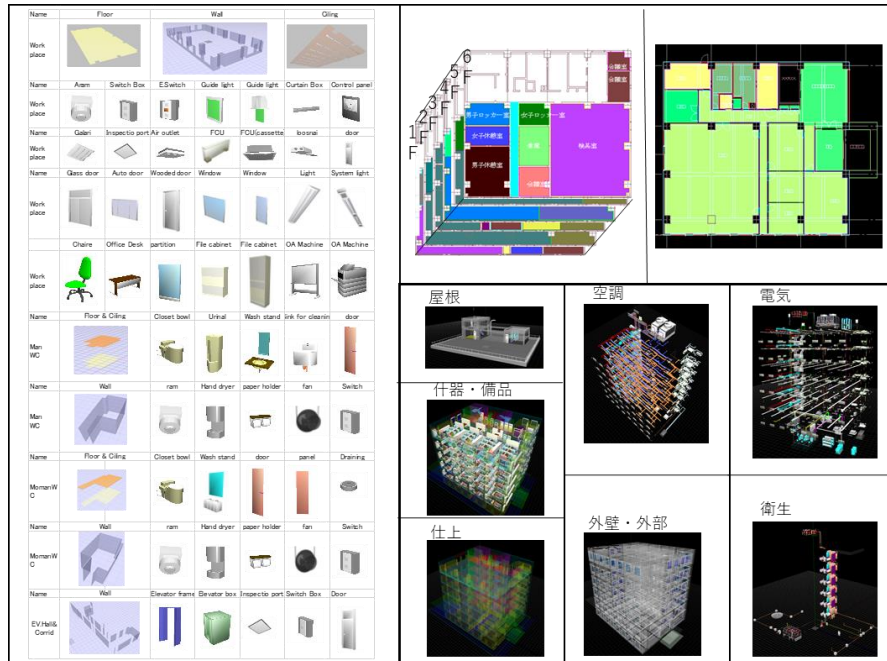 Name Floor Wall Ciling
Work place
Name Aram Switch Box E.Switch Guide light Guide light Curtain Box Control panel
Work place
Name Galari Inspectio port Air outlet FCU FCU(cassette boosnai door
Work place
Name Glass door Auto door Wooded door Window Window Light System light
Work place
Chaire Office Desk partition File cabinet File cabinet OA Machine OA Machine
Work place
Name Floor & Ciling Closet bowl Urinal Wash stand sink for cleanin door
Man WC
Name Wall ram Hand dryer paper holder fan Switch
Man WC
Name Floor & Ciling Closet bowl Wash stand door panel Draining
MomanWC
Name Wall ram Hand dryer paper holder fan Switch
MomanWC
Name Wall Elevator frame Elevator box Inspectio port Switch Box Door
EV.Hall& Corrid
1F
2F
3F
4F
5F
6F
男子ロッカー室
女子ロッカー室
女子休憩室
男子休憩室
屋根
空調
電気
什器・備品
仕上
外壁・外部
衛生